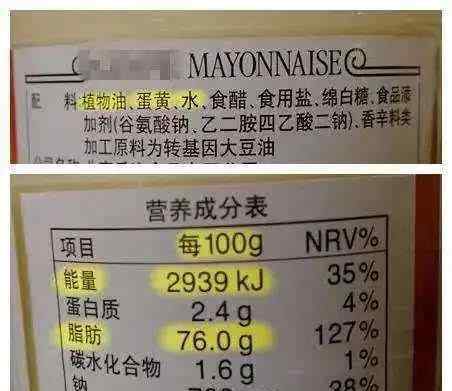 MAYONNAISE
配 料植物油、蛋黄、水、食醋、食用盐、绵白糖、食品添
加剂(谷氨酸钠、乙二胺四乙酸二钠)、香辛料类
加工原料为转基因大豆油
营养成分表
项目 每100g NRV%
能量 2939 kJ 35%
蛋白质 2.4 g 4%
脂肪 76.0 g 127%
碳水化合物 1.6 g 1%
钠